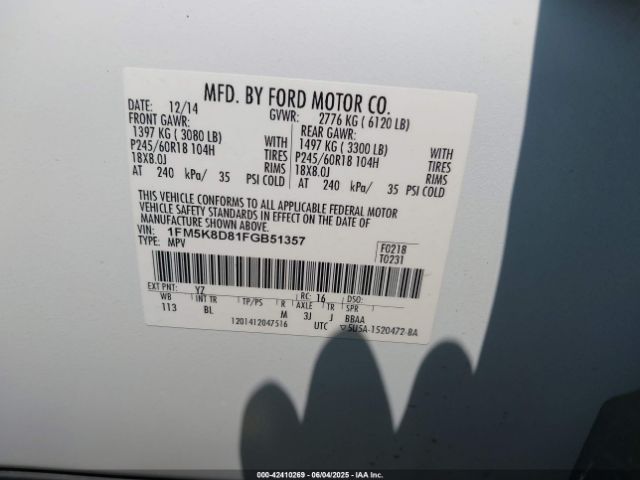 MFD. BY FORD MOTOR CO.
12/14 GVWR: 2776 KG ( 6120 LB)
FRONT GAWR: REAR GAWR:
1397 KG ( 3080 LB) WITH 1497 KG ( 3300 LB) WITH
P245/60R18 104H TIRES P245/60R18 104H TIRES
18X8.0J RIMS 18X8.0J RIMS
AT 240 kPa/ 35 PSI COLD AT 240 kPa/ 35 PSI COLD
THIS VEHICLE CONFORMS TO ALL APPLICABLE FEDERAL MOTOR
VEHICLE SAFETY STANDARDS IN EFFECT ON THE DATE OF
MANUFACTURE SHOWN ABOVE.
VIN: 1FM5K8D81FGB51357 F0218
TYPE: MPV T0231
EXT PNT: YZ RC: 16 DSO:
WB INT TR TP/PS R AXLE TR SPR
113 BL M 3J J BBAA
1201412047516 UTC ▽5U5A-1520472-BA
000-42410269 - 06/04/2025 - IAAI.com